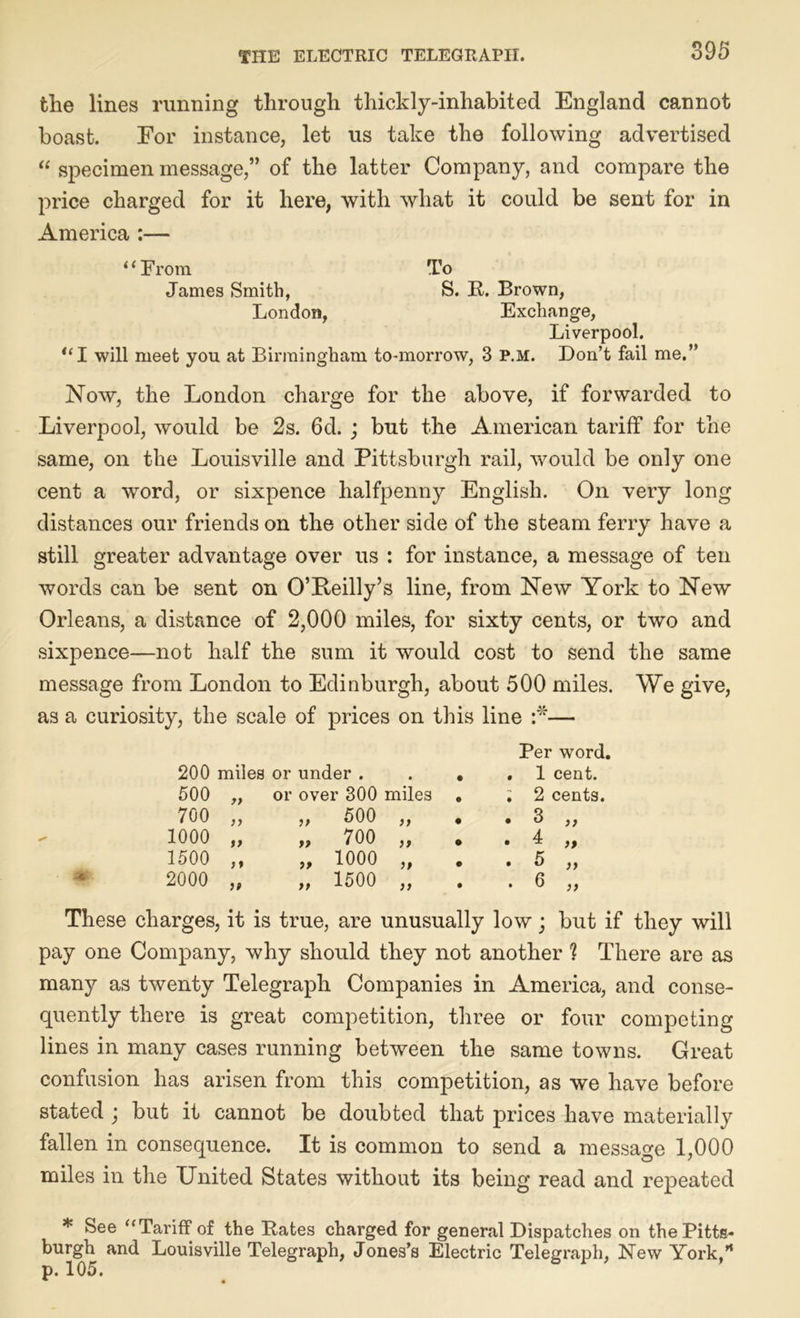 THE ELECTRIC TELEGRAPH. 395
the lines running through thickly-inhabited England cannot
boast. For instance, let us take the following advertised
“ specimen message,” of the latter Company, and compare the
price charged for it here, with what it could be sent for in
America :—
“From To
James Smith, S. R. Brown,
London, Exchange,
Liverpool.
“I will meet you at Birmingham to-morrow, 3 P.M. Don’t fail me.”
Now, the London charge for the above, if forwarded to
Liverpool, would be 2s. 6d. ; but the American tariff for the
same, on the Louisville and Pittsburgh rail, would be only one
cent a word, or sixpence halfpenny English. On very long
distances our friends on the other side of the steam ferry have a
still greater advantage over us : for instance, a message of ten
words can be sent on O’Reilly’s line, from New York to New
Orleans, a distance of 2,000 miles, for sixty cents, or two and
sixpence—not half the sum it would cost to send the same
message from London to Edinburgh, about 500 miles. We give,
as a curiosity, the scale of prices on this line :*—
Per word.
200 miles or under . . . . 1 cent.
500 „ or over 300 miles . . 2 cents.
700 „ „ 500 „ . . 3 „
1000 „ „ 700 „ . . 4 „
1500 „ „ 1000 „ . . 5 „
2000 „ „ 1500 „ . . 6 „
These charges, it is true, are unusually low ; but if they will
pay one Company, why should they not another ? There are as
many as twenty Telegraph Companies in America, and conse-
quently there is great competition, three or four competing
lines in many cases running between the same towns. Great
confusion has arisen from this competition, as we have before
stated ; but it cannot be doubted that prices have materially
fallen in consequence. It is common to send a message 1,000
miles in the United States without its being read and repeated
* See “Tariff of the Rates charged for general Dispatches on the Pitts-
burgh and Louisville Telegraph, Jones’s Electric Telegraph, New York,”
p. 105.